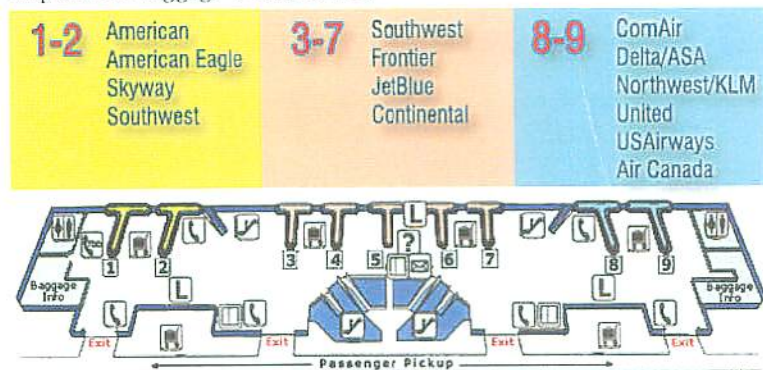 1-2
American
American Eagle
Skyway
Southwest
3-7
Southwest
Frontier
JetBlue
Continental
8-9
ComAir
Delta/ASA
Northwest/KLM
United
USAirways
Air Canada
L
?
1
2
3
4
5
6
7
8
9
Baggage
Info
L
L
Baggage
Info
Exit
Exit
Exit
Exit
Passenger Pickup